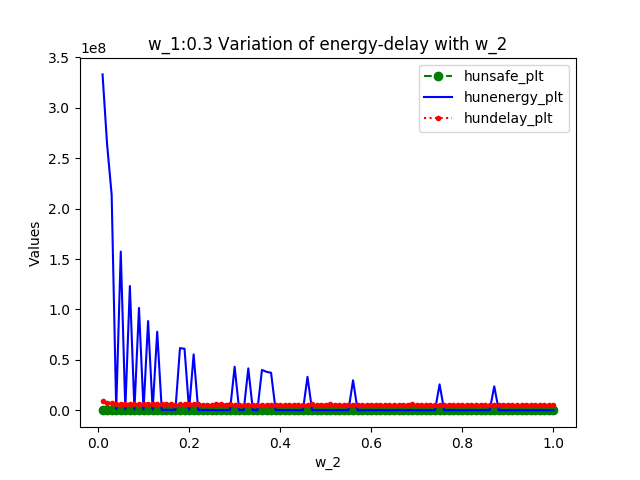 w_1:0.3 Variation of energy-delay with w_2
1e8
3.5
3.0
2.5
2.0
1.5
1.0
0.5
0.0
Values
hunsafe_plt
hunenergy_plt
hundelay_plt
0.0 0.2 0.4 0.6 0.8 1.0
w_2